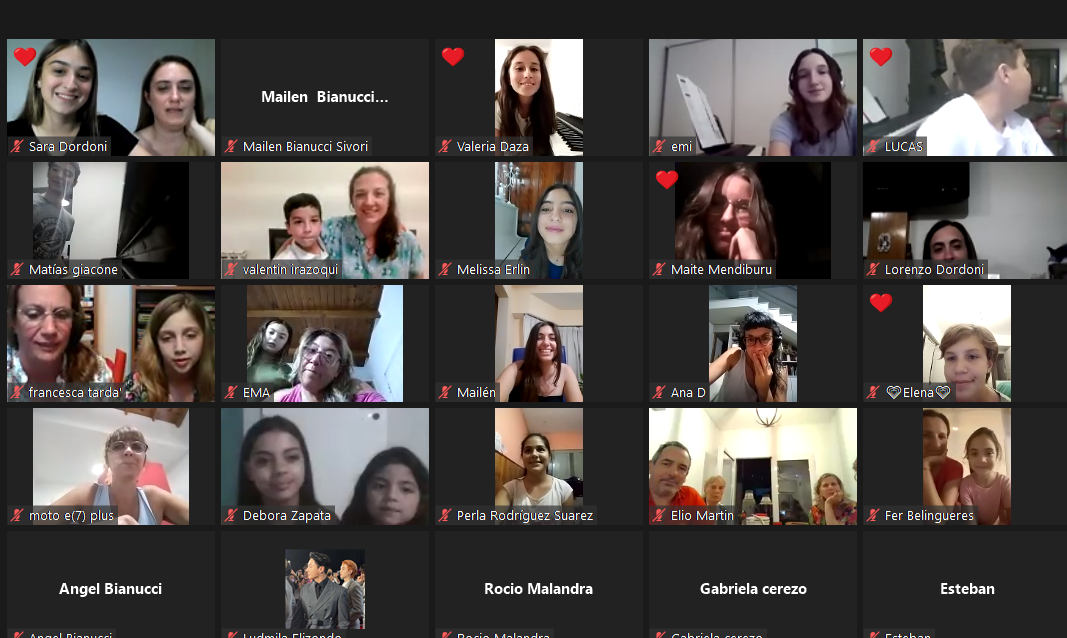 Sara Dordoni
Mailen Bianucci...
Mailen Bianucci Sivori
Valeria Daza
emi
LUCAS
Matías giacone
valentin irazoqui
Melissa Erlin
Maite Mendiburu
Lorenzo Dordoni
francesca tarda'
EMA
Mailén
Ana D
💝Elena💝
moto e(7) plus
Debora Zapata
Perla Rodríguez Suarez
Elio Martin
Fer Belingueres
Angel Bianucci
Angel Bianucci
Ludmila Elizondo
Rocio Malandra
Rocio Malandra
Gabriela cerezo
Gabriela cerezo
Esteban
Esteban